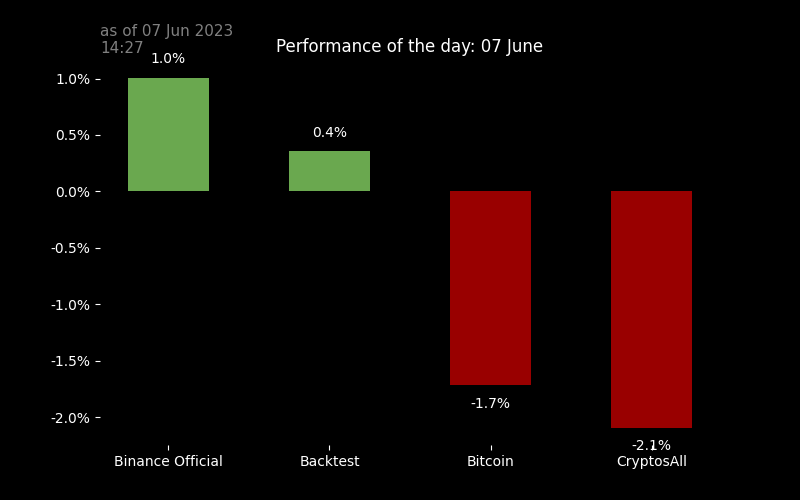 as of 07 Jun 2023
14:27
Performance of the day: 07 June
1.0%
1.0%
0.5%
0.4%
0.0%
-0.5%
-1.0%
-1.5%
-1.7%
-2.0%
-2.1%
Binance Official
Backtest
Bitcoin
CryptosAll